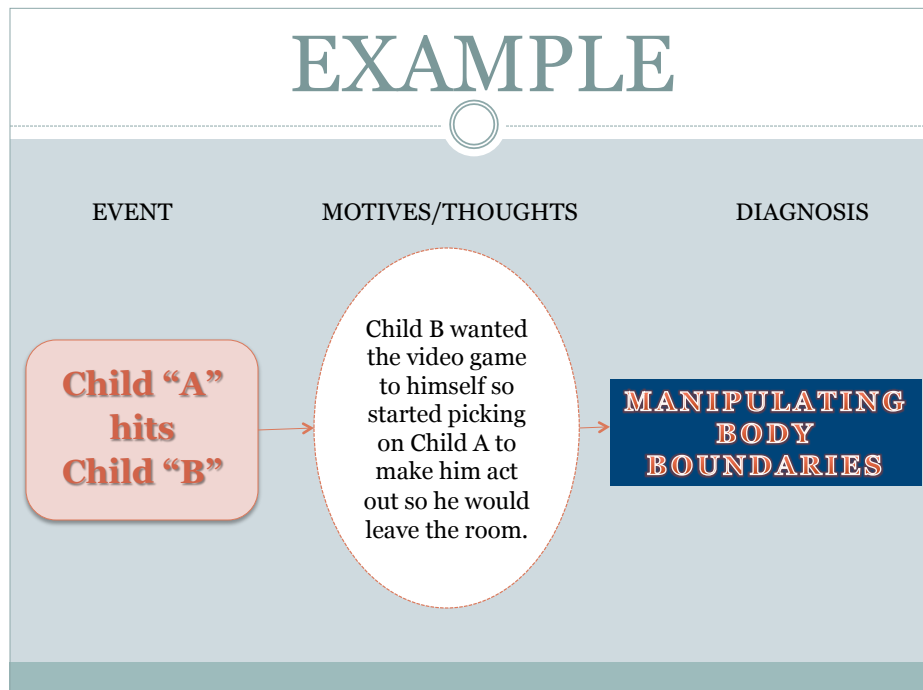 EXAMPLE
EVENT
MOTIVES/THOUGHTS
DIAGNOSIS
Child “A”
hits
Child “B”
Child B wanted
the video game
to himself so
started picking
on Child A to
make him act
out so he would
leave the room.
MANIPULATING
BODY
BOUNDARIES